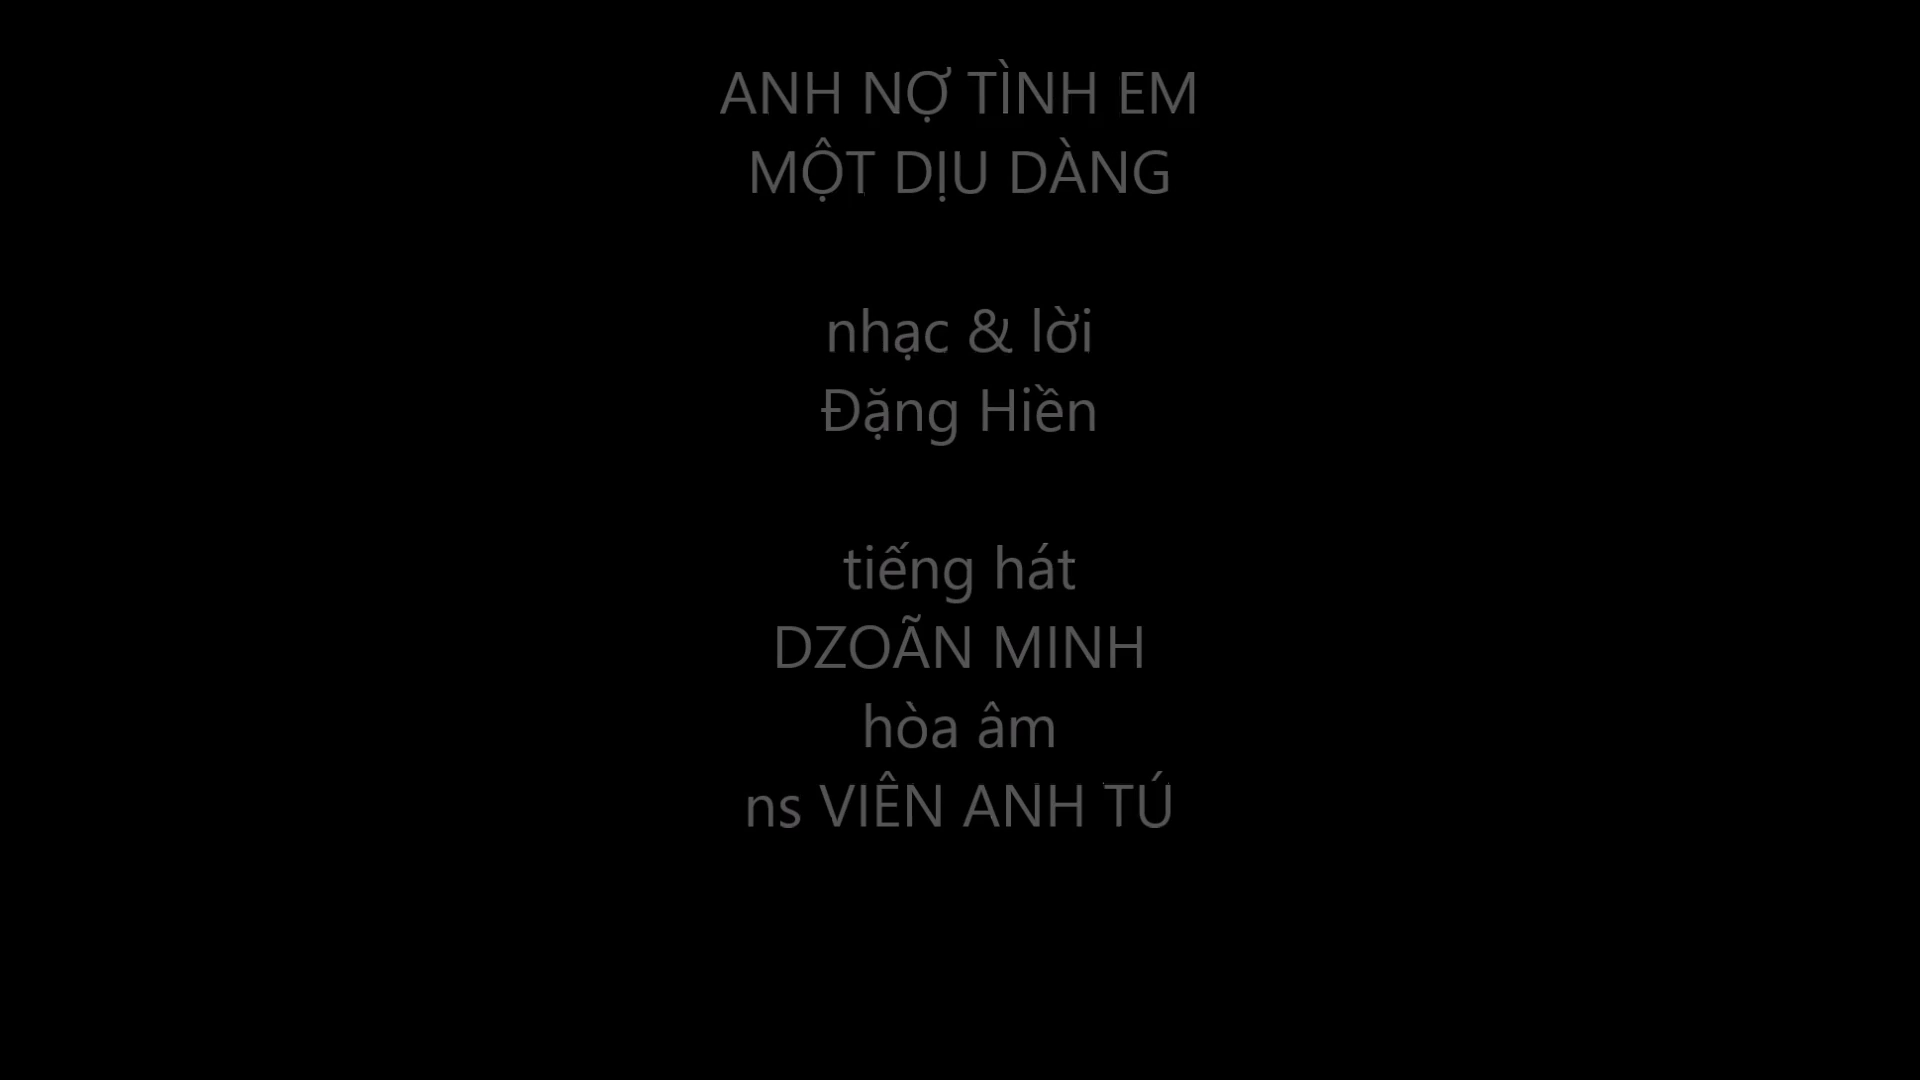 ANH NỢ TÌNH EM
MỘT DỊU DÀNG
nhạc & lời
Đặng Hiền
tiếng hát
DZOÃN MINH
hòa âm
ns VIÊN ANH TÚ